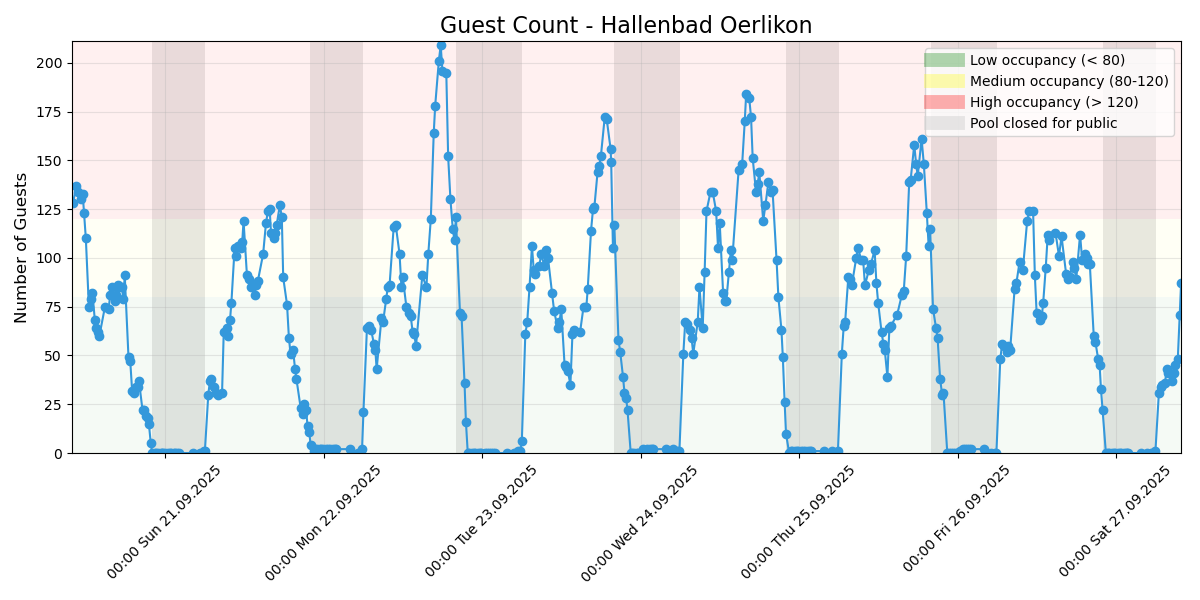 Guest Count - Hallenbad Oerlikon
Number of Guests
200
175
150
125
100
75
50
25
0
Low occupancy (< 80)
Medium occupancy (80-120)
High occupancy (> 120)
Pool closed for public
00:00 Sun 21.09.2025
00:00 Mon 22.09.2025
00:00 Tue 23.09.2025
00:00 Wed 24.09.2025
00:00 Thu 25.09.2025
00:00 Fri 26.09.2025
00:00 Sat 27.09.2025